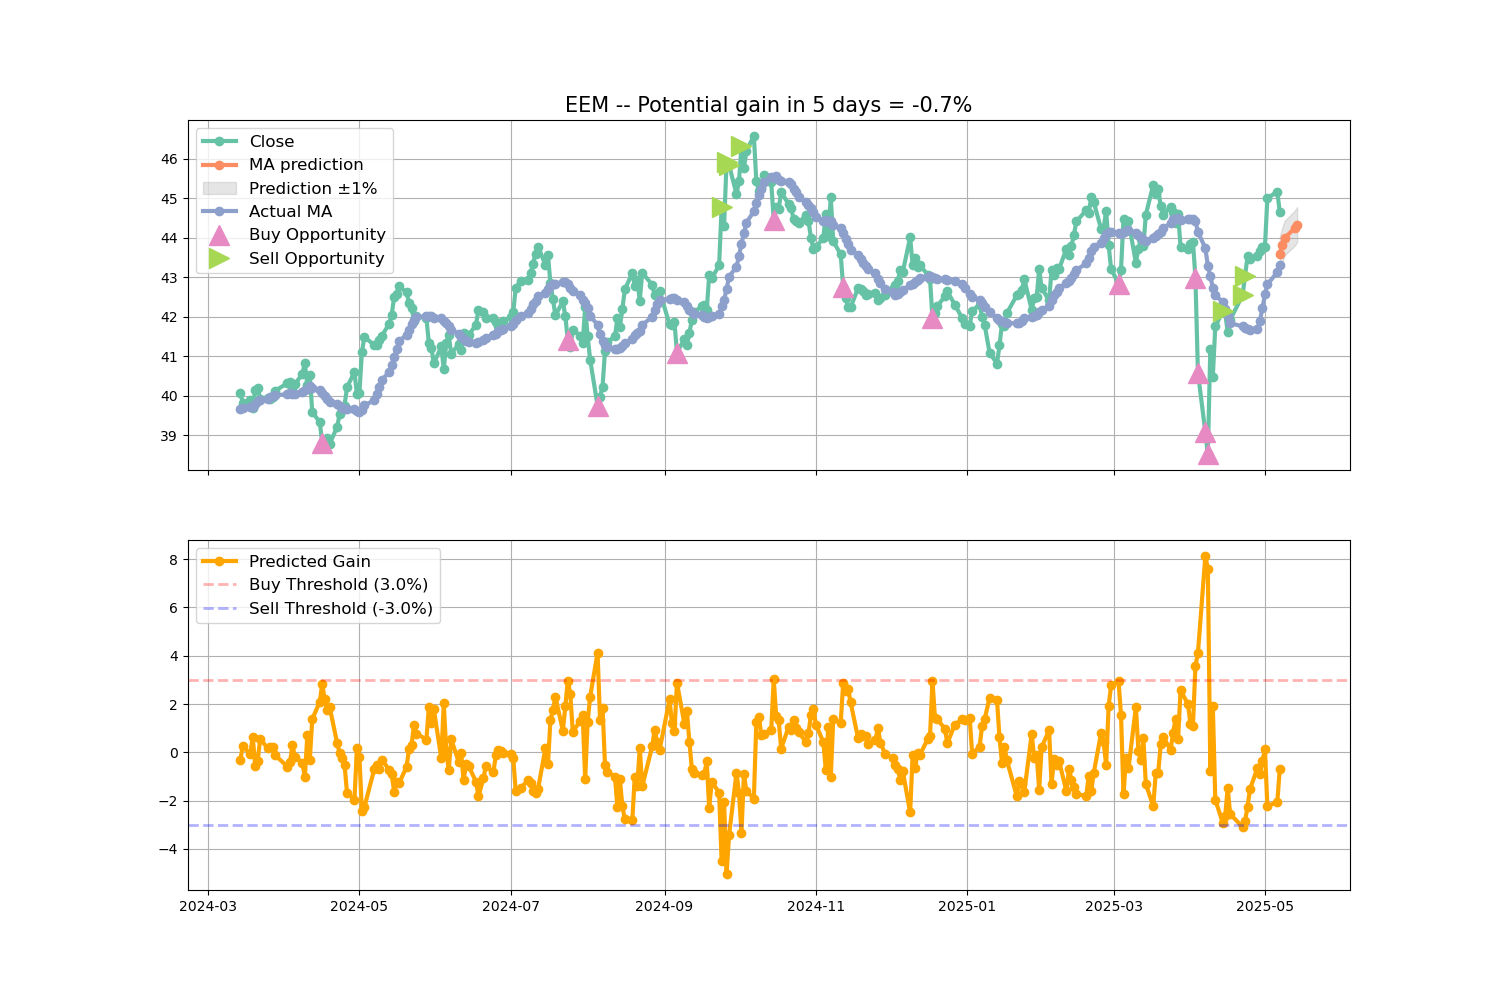 EEM -- Potential gain in 5 days = -0.7%
Close
MA prediction
Prediction ±1%
Actual MA
Buy Opportunity
Sell Opportunity
46
45
44
43
42
41
40
39
Predicted Gain
Buy Threshold (3.0%)
Sell Threshold (-3.0%)
8
6
4
2
0
−2
−4
2024-03 2024-05 2024-07 2024-09 2024-11 2025-01 2025-03 2025-05